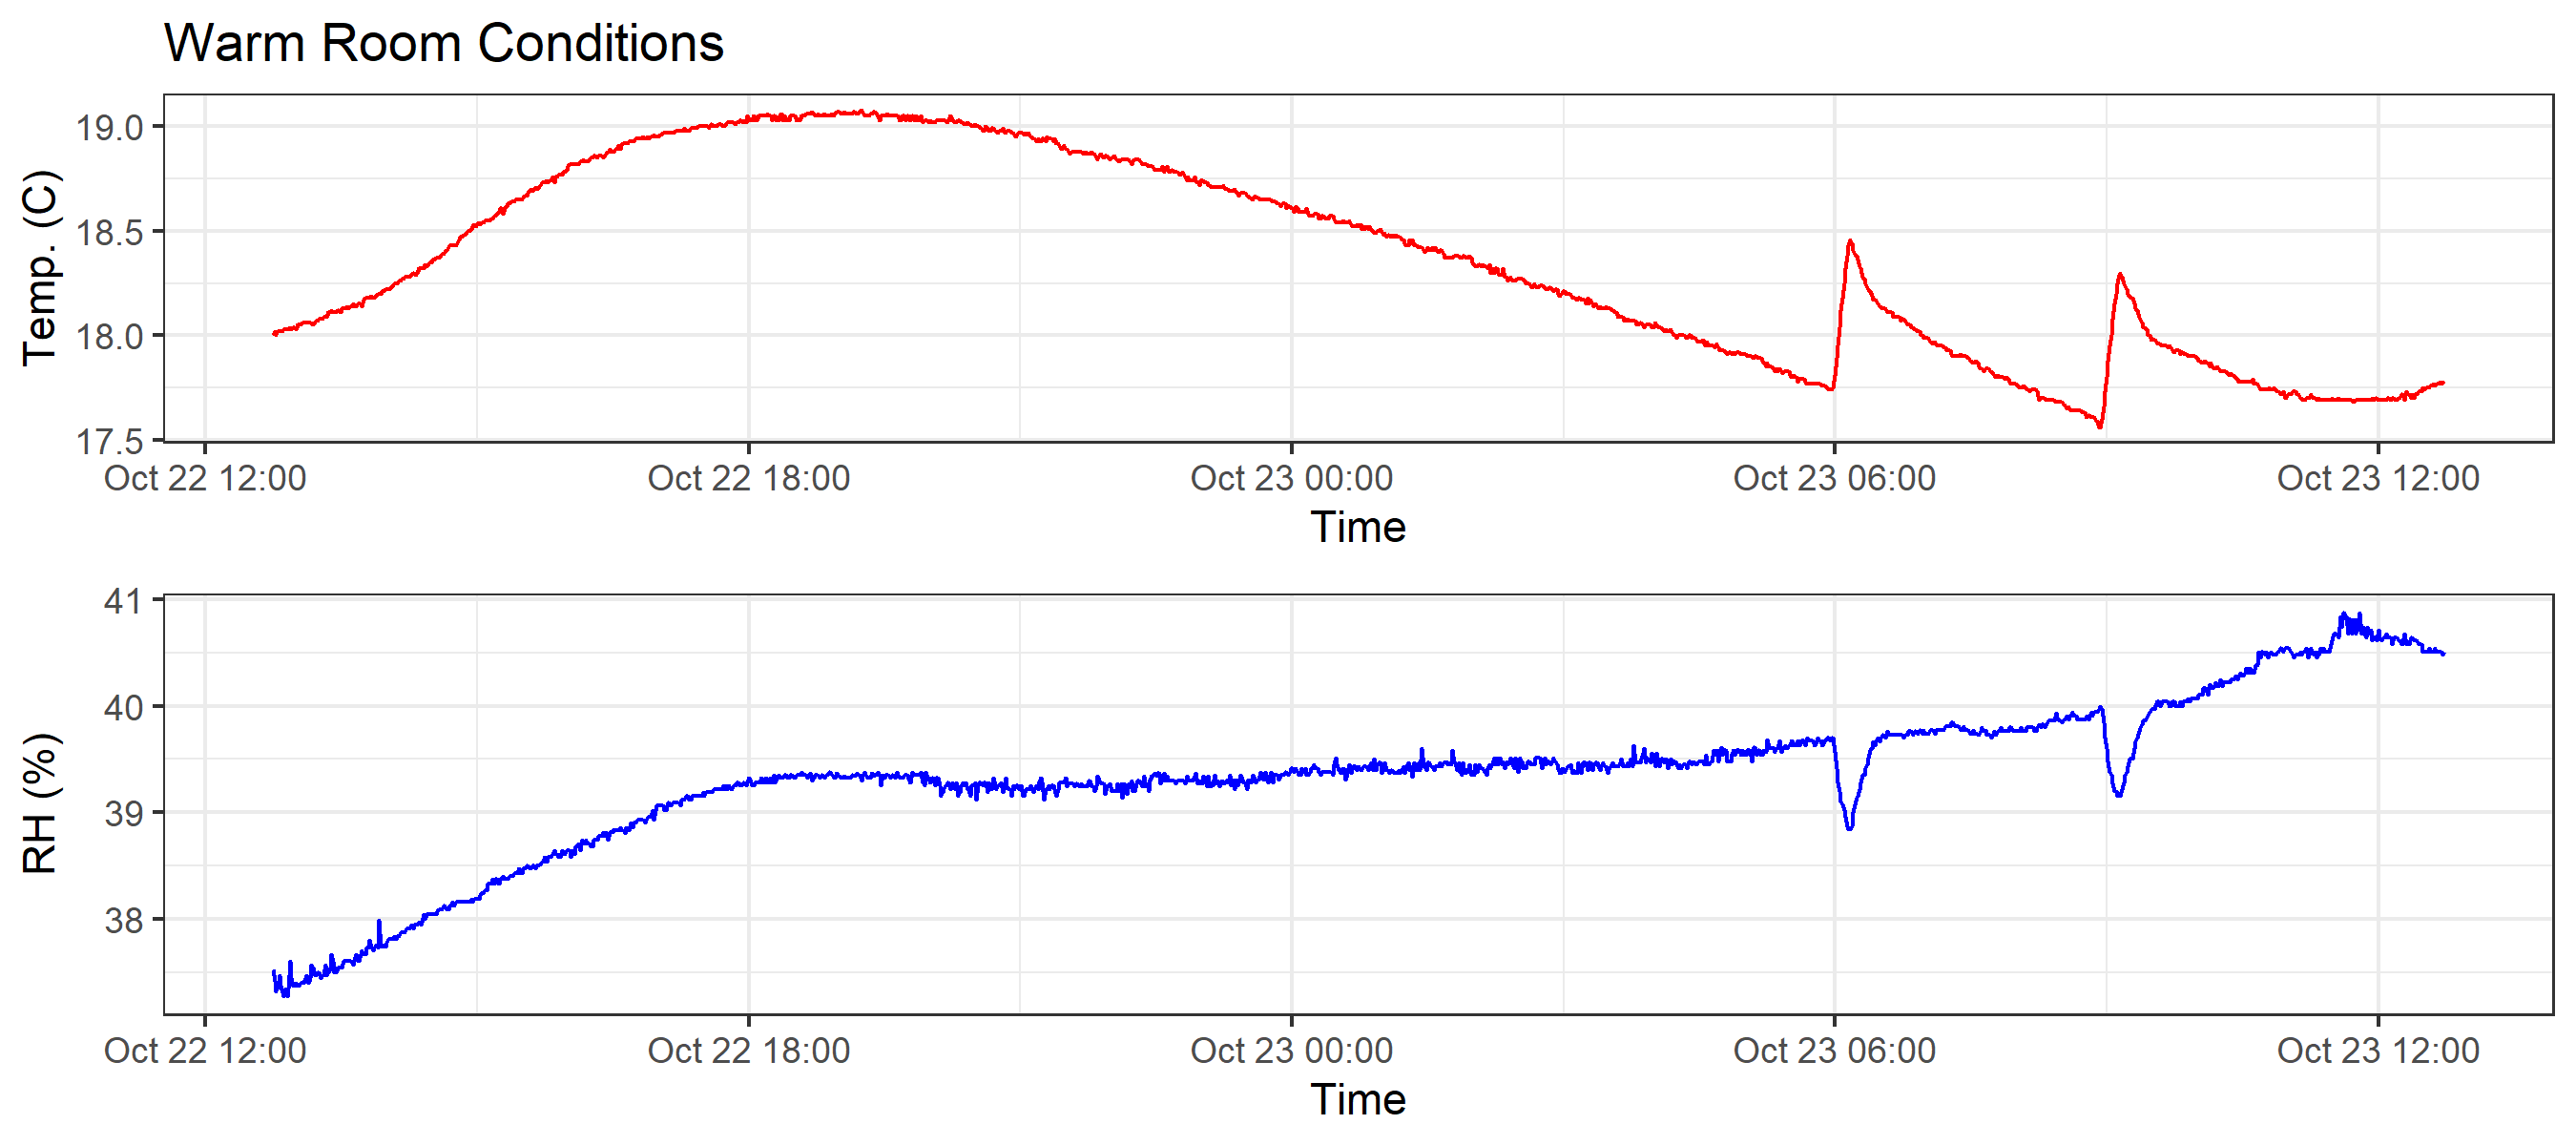 Warm Room Conditions
Temp. (C)
19.0
18.5
18.0
17.5
Oct 22 12:00 Oct 22 18:00 Oct 23 00:00 Oct 23 06:00 Oct 23 12:00
Time
RH (%)
41
40
39
38
Oct 22 12:00 Oct 22 18:00 Oct 23 00:00 Oct 23 06:00 Oct 23 12:00
Time